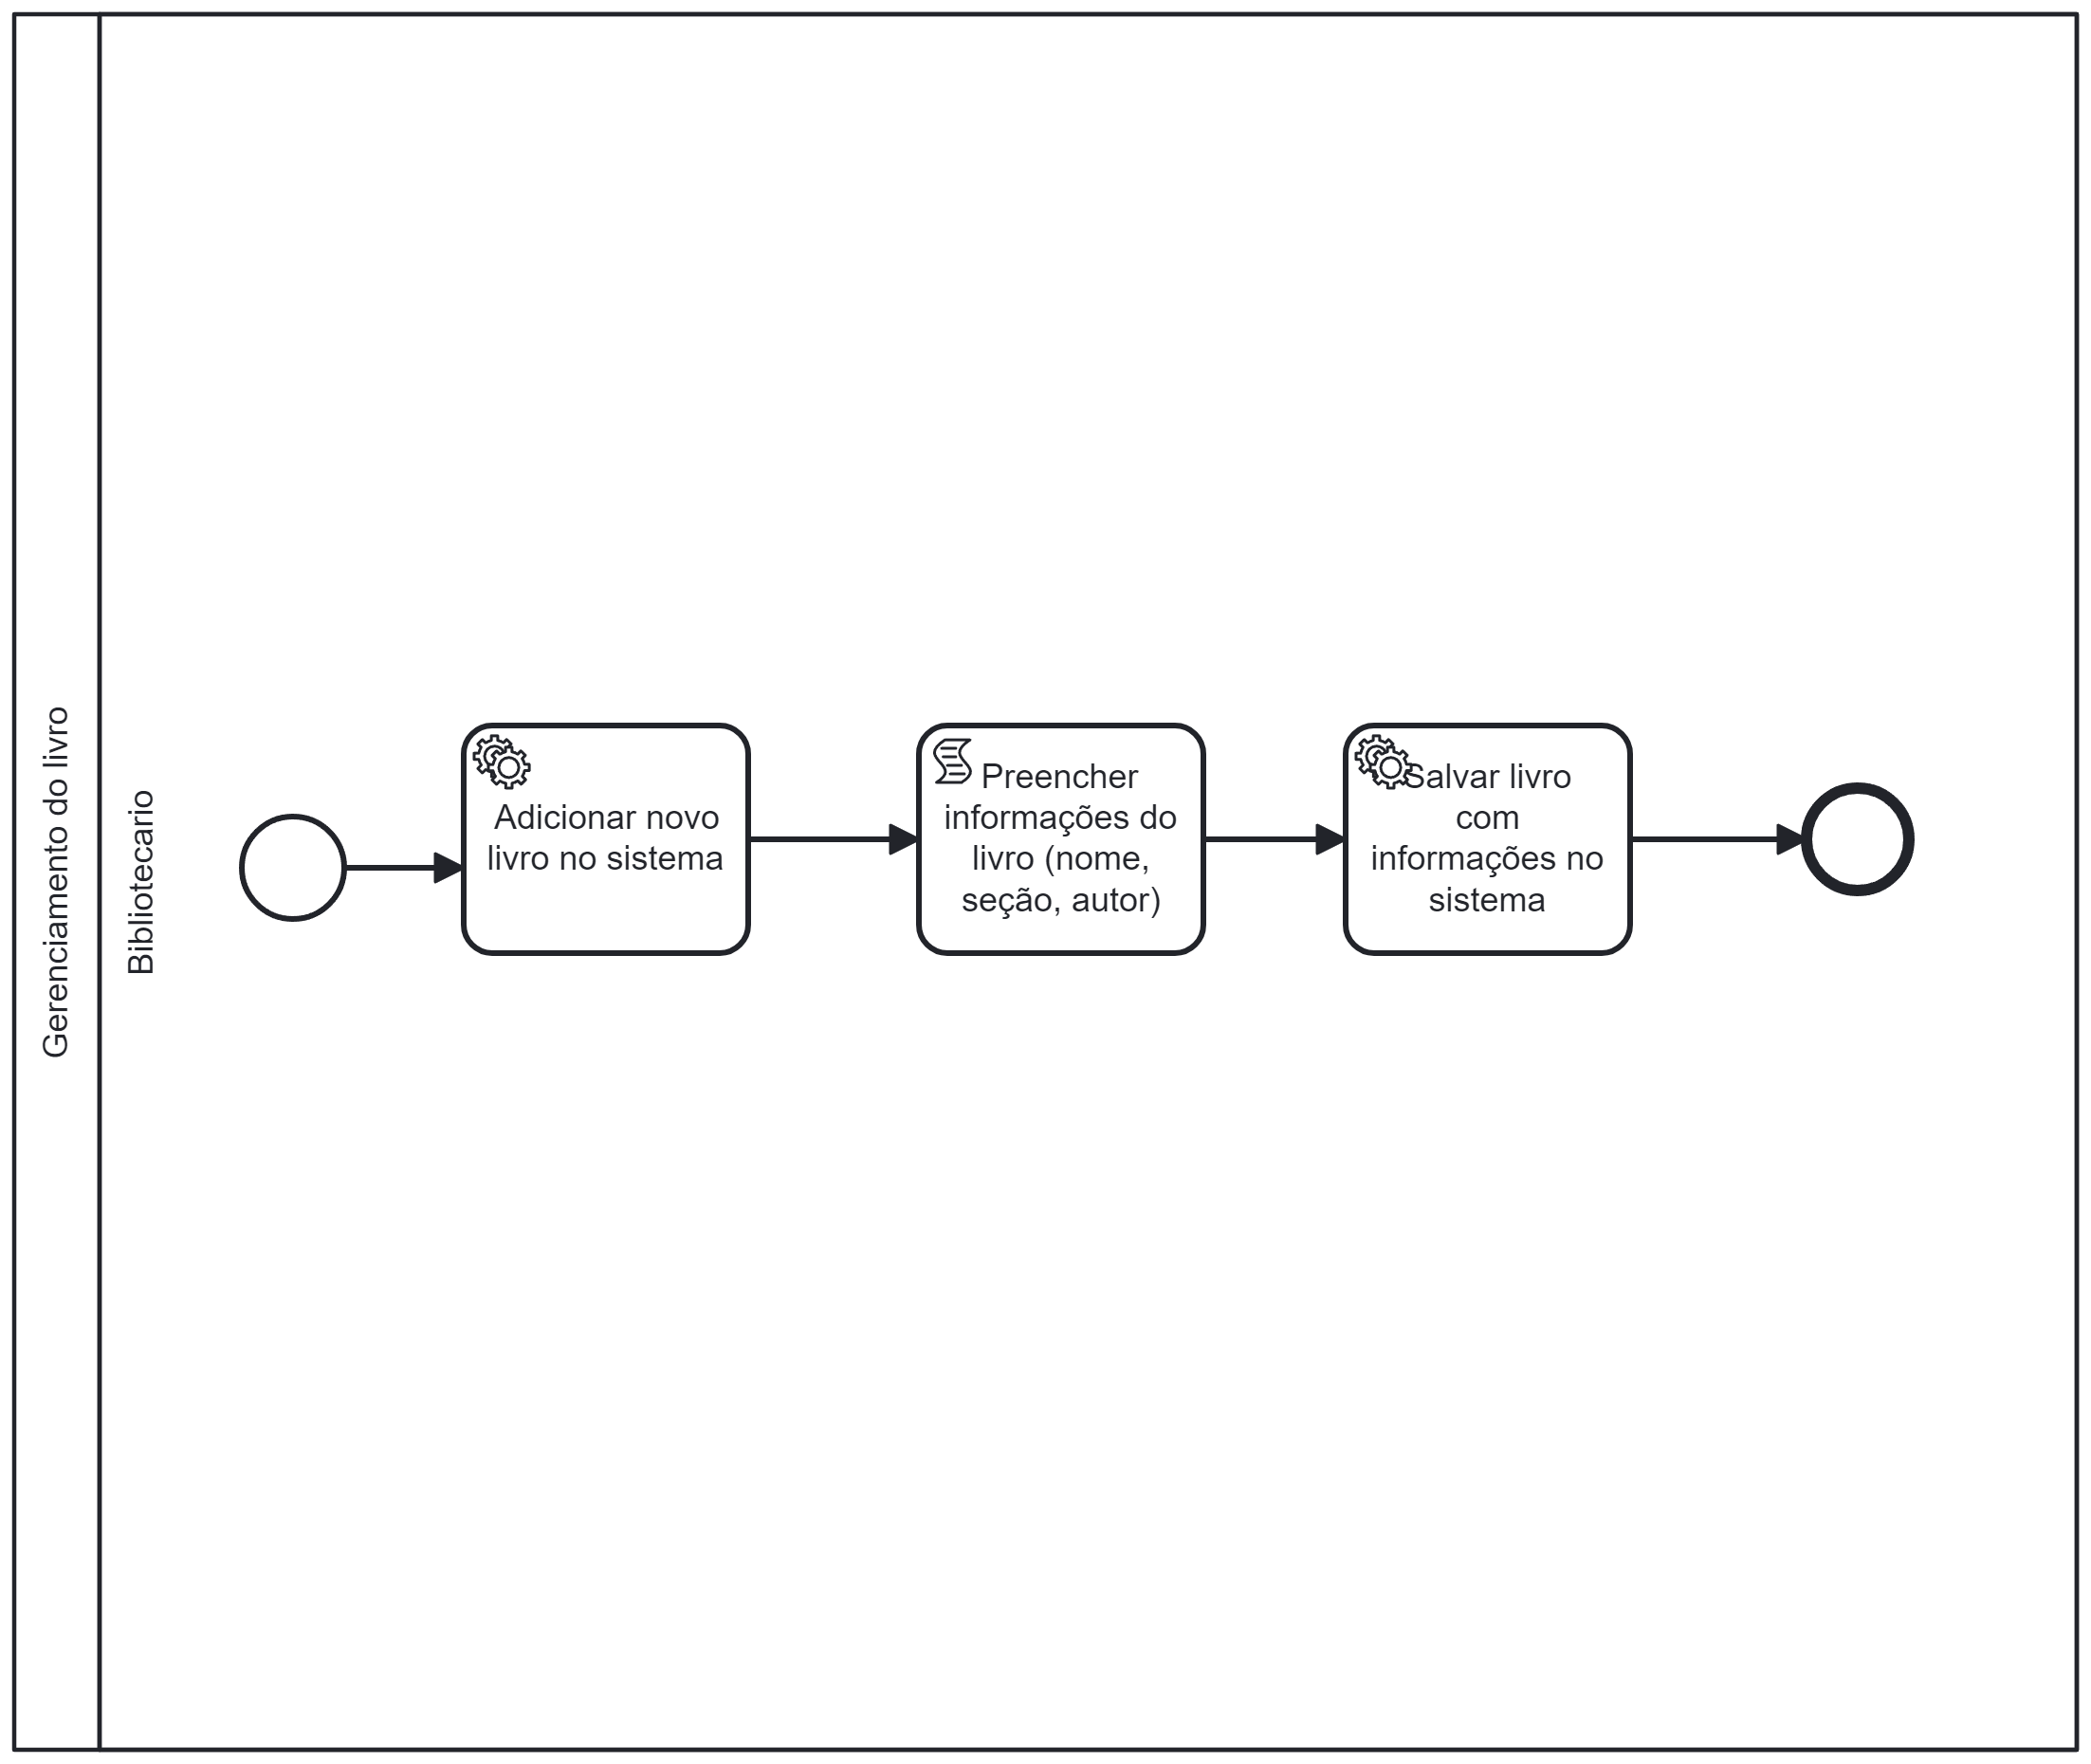 Gerenciamento do livro
Bibliotecario
Adicionar novo
livro no sistema
Preencher
informações do
livro (nome,
seção, autor)
Salvar livro
com
informações no
sistema